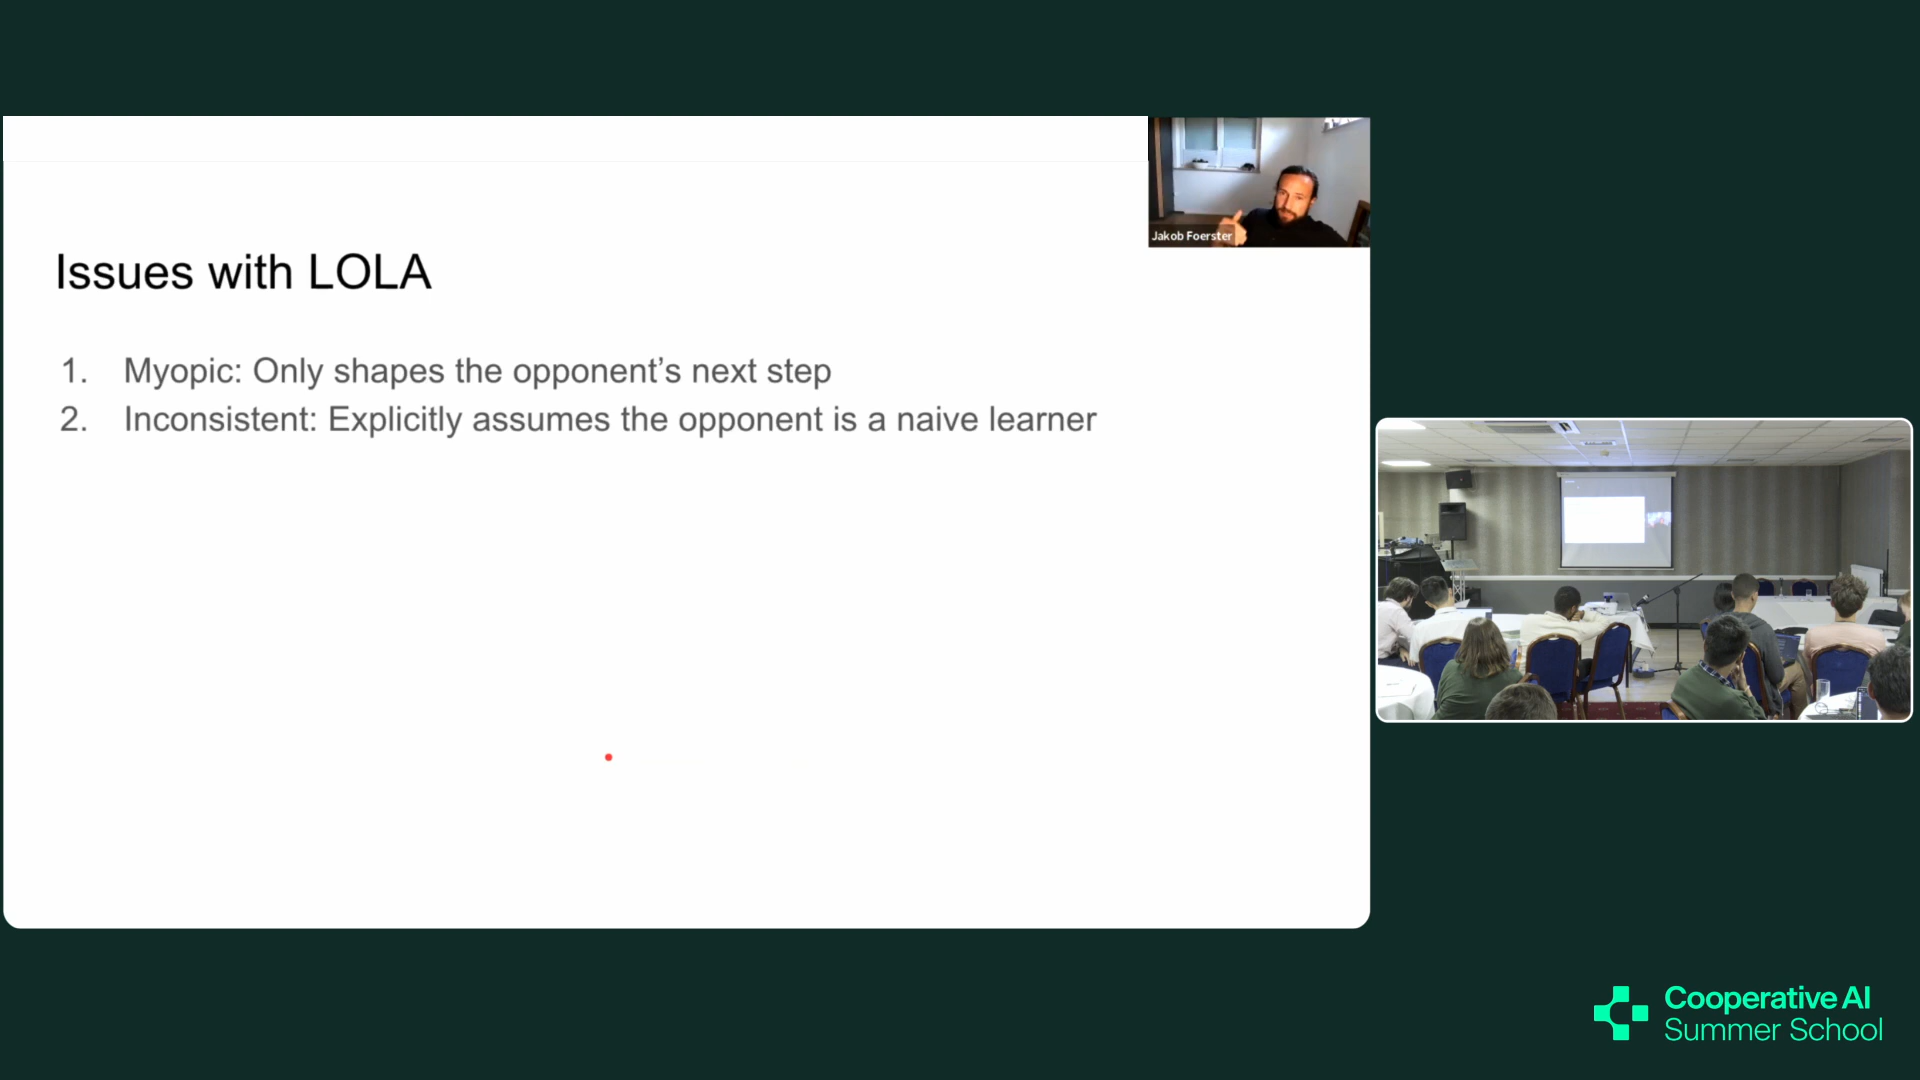 Jakob Foerster
Issues with LOLA
1. Myopic: Only shapes the opponent’s next step
2. Inconsistent: Explicitly assumes the opponent is a naive learner
Cooperative AI
Summer School